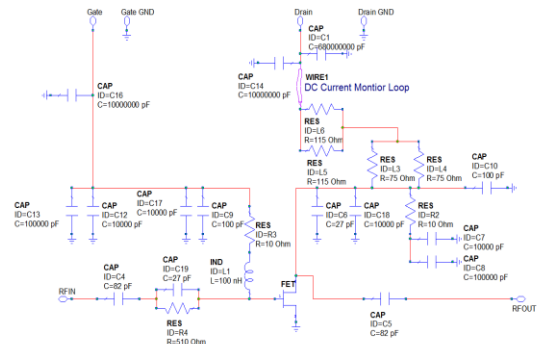 Gate
Gate GND
Drain
Drain GND
CAP
ID=C1
C=680000000 pF
CAP
ID=C16
C=10000000 pF
CAP
ID=C14
C=10000000 pF
WIRE1
DC Current Montior Loop
RES
ID=L6
R=115 Ohm
RES
ID=L5
R=115 Ohm
RES
ID=L3
R=75 Ohm
RES
ID=L4
R=75 Ohm
CAP
ID=C10
C=100 pF
CAP
ID=C13
C=100000 pF
CAP
ID=C12
C=10000 pF
CAP
ID=C17
C=10000 pF
CAP
ID=C9
C=100 pF
RES
ID=R3
R=10 Ohm
CAP
ID=C6
C=27 pF
CAP
ID=C18
C=10000 pF
RES
ID=R2
R=10 Ohm
CAP
ID=C7
C=10000 pF
CAP
ID=C8
C=100000 pF
IND
ID=L1
L=100 nH
FET
RFIN
CAP
ID=C4
C=82 pF
CAP
ID=C19
C=27 pF
RES
ID=R4
R=510 Ohm
CAP
ID=C5
C=82 pF
RFOUT